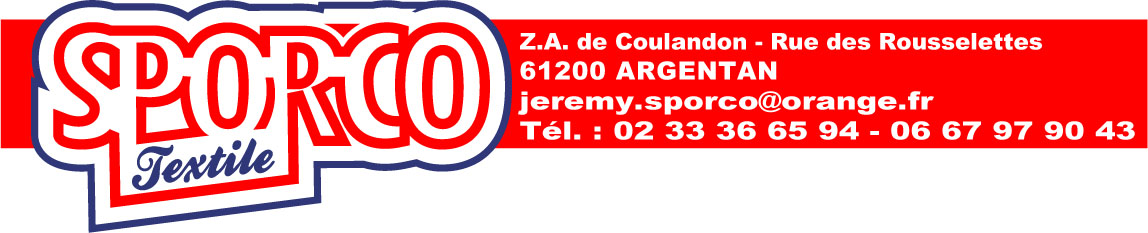 SPORCO
Textile
Z.A. de Coulandon - Rue des Rousselettes
61200 ARGENTAN
jeremy.sporco@orange.fr
Tél. : 02 33 36 65 94 - 06 67 97 90 43